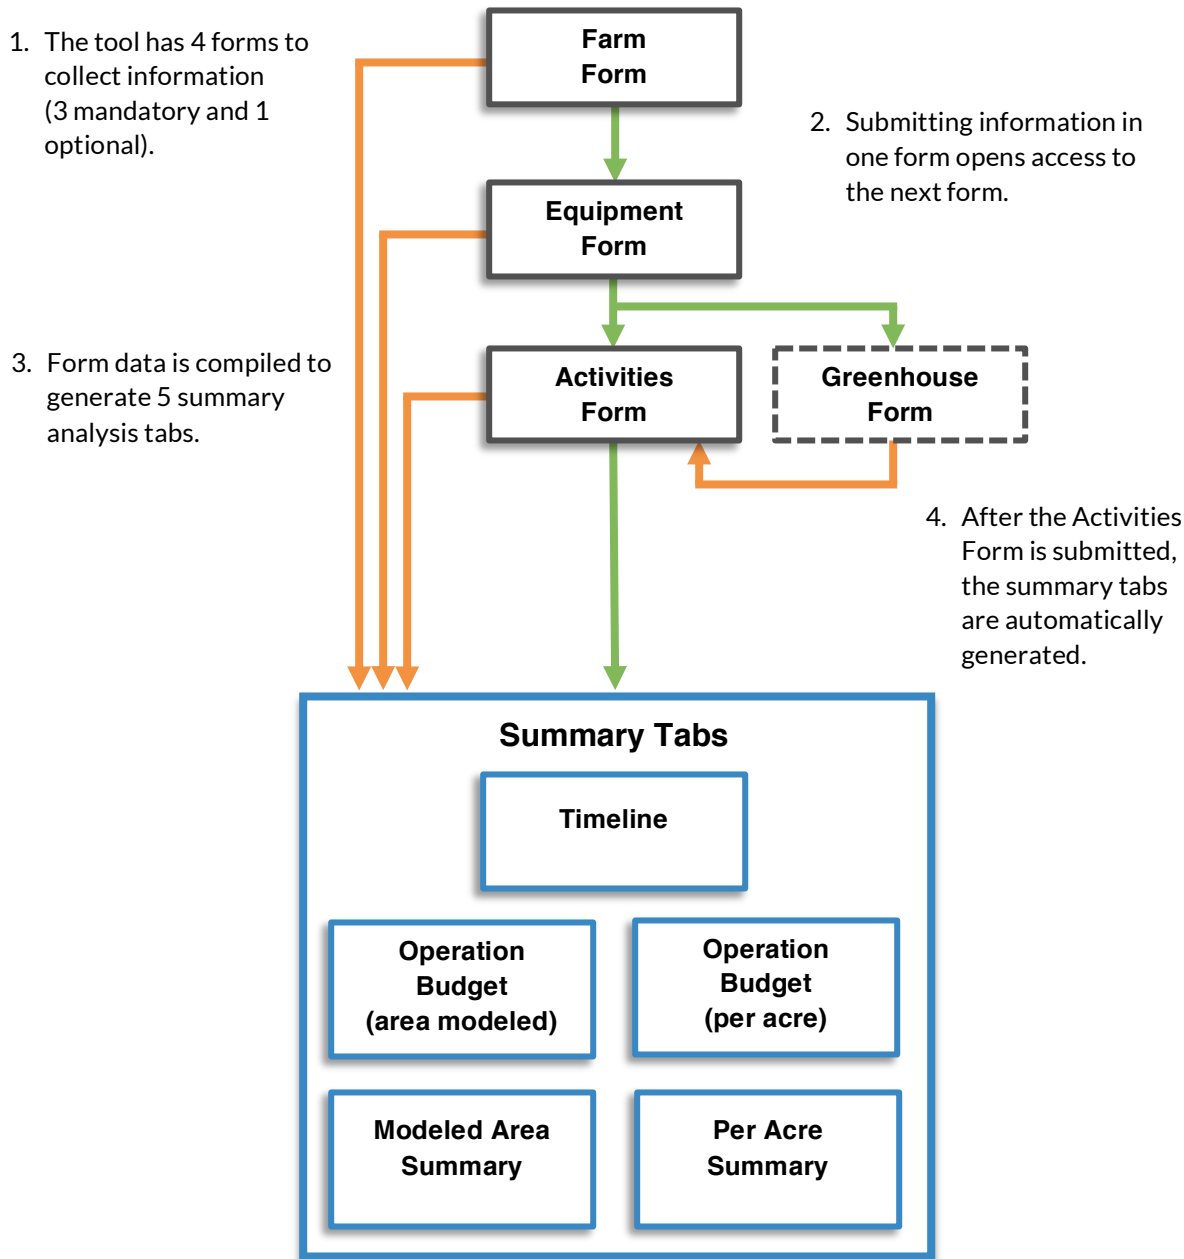 1. The tool has 4 forms to
collect information
(3 mandatory and 1
optional).
Farm
Form
2. Submitting information in
one form opens access to
the next form.
Equipment
Form
3. Form data is compiled to
generate 5 summary
analysis tabs.
Activities
Form
Greenhouse
Form
4. After the Activities
Form is submitted,
the summary tabs
are automatically
generated.
Summary Tabs
Timeline
Operation
Budget
(area modeled)
Operation
Budget
(per acre)
Modeled Area
Summary
Per Acre
Summary